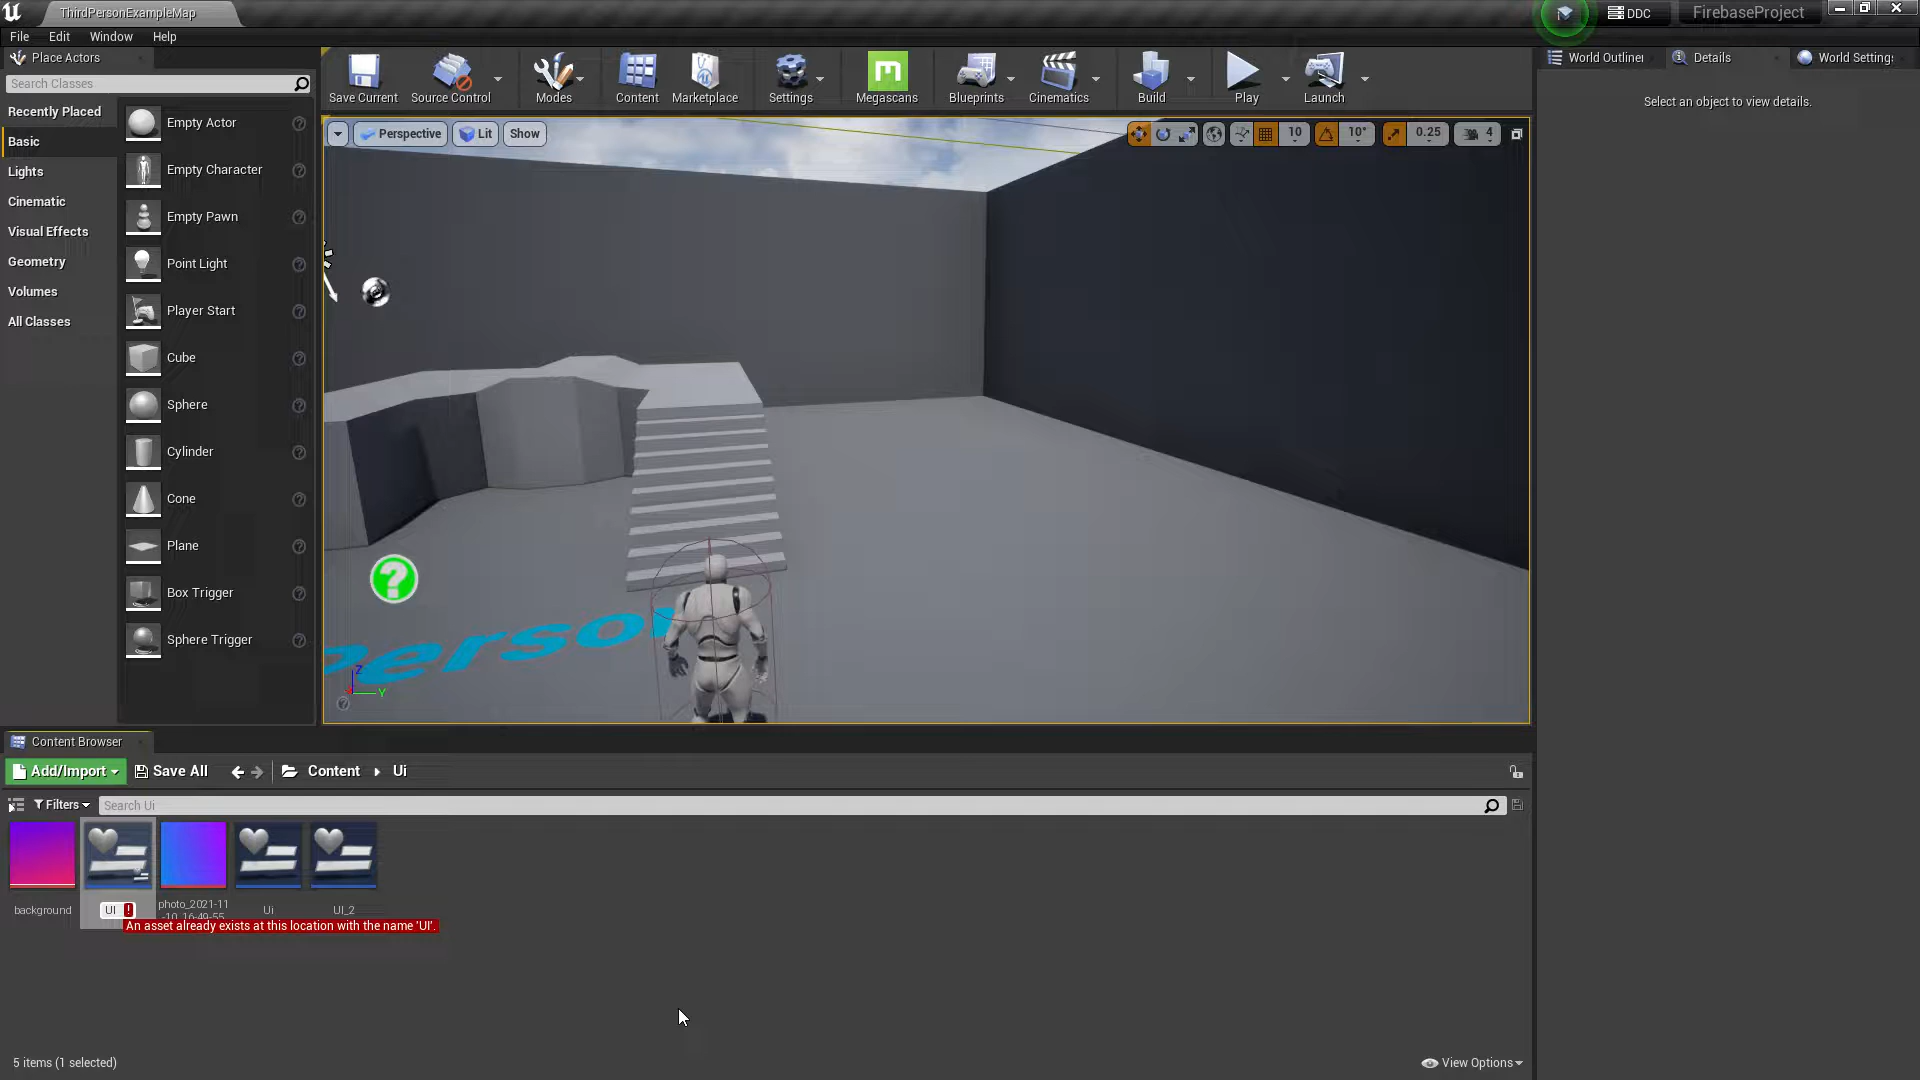 ThirdPersonExampleMap
DDC
FirebaseProject
File Edit Window Help
Place Actors
Search Classes
Recently Placed
Basic
Lights
Cinematic
Visual Effects
Geometry
Volumes
All Classes
Empty Actor
Empty Character
Empty Pawn
Point Light
Player Start
Cube
Sphere
Cylinder
Cone
Plane
Box Trigger
Sphere Trigger
Save Current
Source Control
Modes
Content
Marketplace
Settings
Megascans
Blueprints
Cinematics
Build
Play
Launch
Perspective
Lit
Show
10
10°
0.25
4
World Outliner
Details
World Settings
Select an object to view details.
Person
Z
Y
Content Browser
Add/Import
Save All
Content
Ui
Filters
Search Ui
background
UI
photo_2021-11
-10_16-49-55
Ui
UI_2
An asset already exists at this location with the name 'UI'.
5 items (1 selected)
View Options